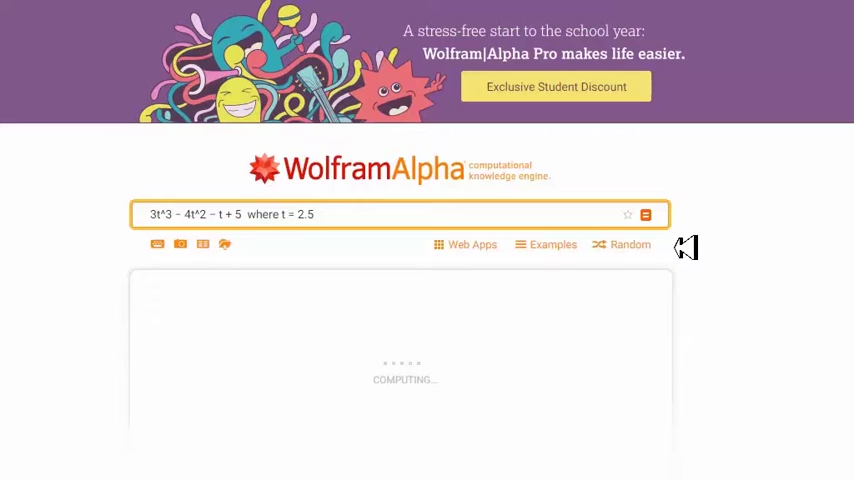 A stress-free start to the school year:
Wolfram|Alpha Pro makes life easier.
Exclusive Student Discount
WolframAlpha computational knowledge engine.
3t^3 − 4t^2 − t + 5 where t = 2.5
Web Apps Examples Random
COMPUTING...